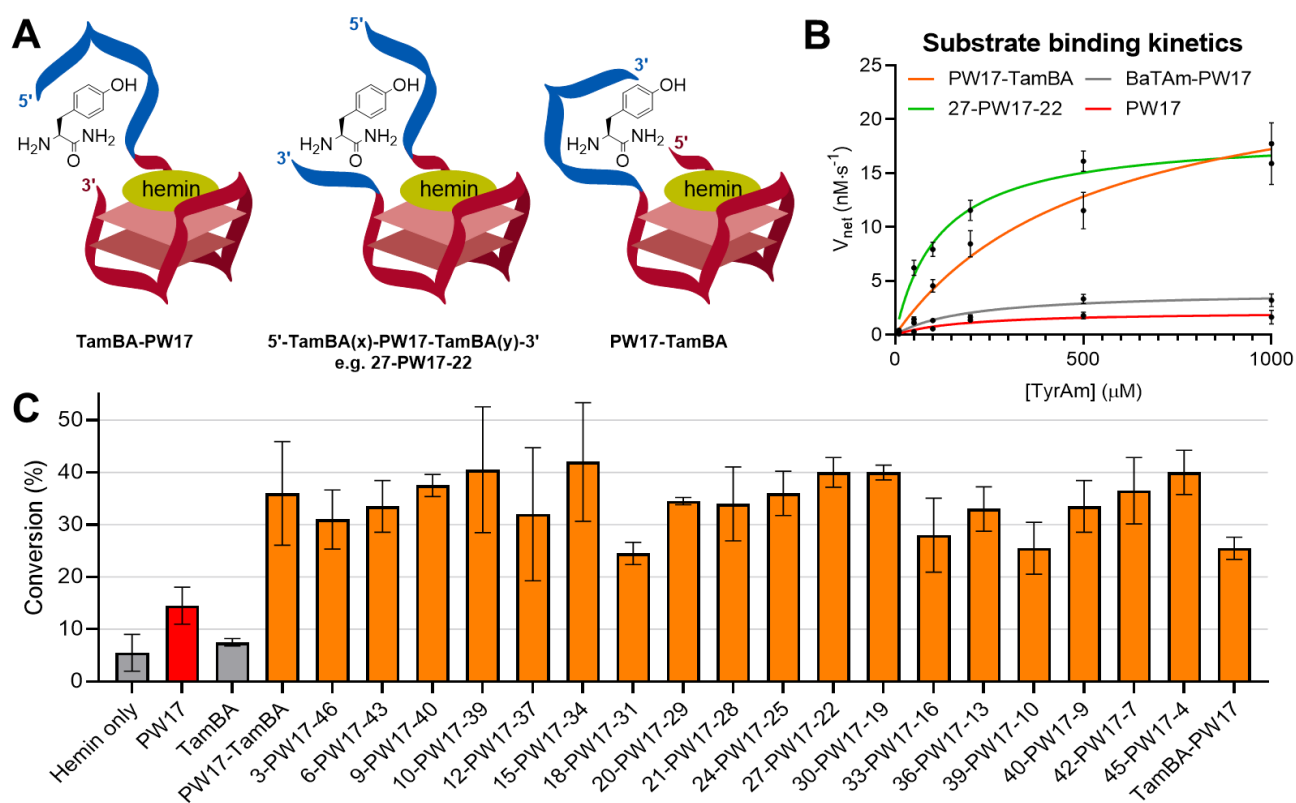 A
5'
OH
H2N
NH2
O
3'
hemin
TamBA-PW17
5'
OH
H2N
NH2
O
3'
hemin
5'-TamBA(x)-PW17-TamBA(y)-3'
e.g. 27-PW17-22
3'
OH
H2N
NH2
O
5'
hemin
PW17-TamBA
B
Substrate binding kinetics
PW17-TamBA
BaTAm-PW17
27-PW17-22
PW17
25
20
15
10
5
0
Vnet (nM·s-1)
0
500
1000
[TyrAm] (μM)
C
Conversion (%)
50
40
30
20
10
0
Hemin only
PW17
TamBA
PW17-TamBA
3-PW17-46
6-PW17-43
9-PW17-40
10-PW17-39
12-PW17-37
15-PW17-34
18-PW17-31
20-PW17-29
21-PW17-28
24-PW17-25
27-PW17-22
30-PW17-19
33-PW17-16
36-PW17-13
39-PW17-10
40-PW17-9
42-PW17-7
45-PW17-4
TamBA-PW17